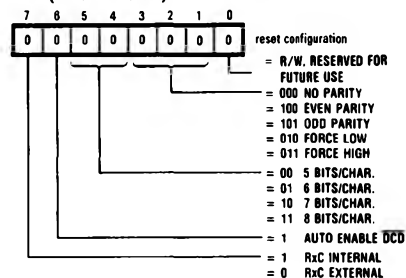 7 6 5 4 3 2 1 0
0 0 0 0 0 0 0 0 reset configuration
= R/W. RESERVED FOR
FUTURE USE
= 000 NO PARITY
= 100 EVEN PARITY
= 101 ODD PARITY
= 010 FORCE LOW
= 011 FORCE HIGH
= 00 5 BITS/CHAR.
= 01 6 BITS/CHAR.
= 10 7 BITS/CHAR.
= 11 8 BITS/CHAR.
= 1 AUTO ENABLE D̅C̅D̅
= 1 RxC INTERNAL
= 0 RxC EXTERNAL